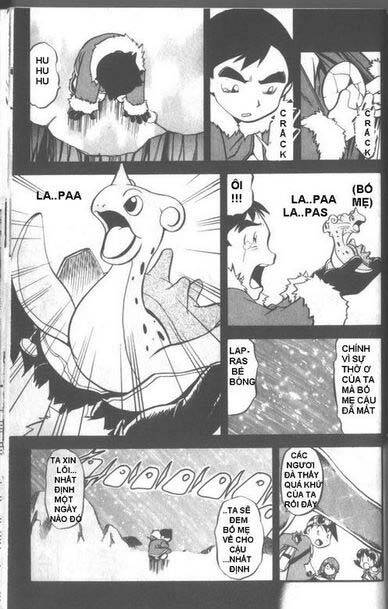 CRÁCK
CRÁCK
HU
HU
HU
(BỐ
MẸ)
LA..PAA
LA..PAS
ÔI
!!!
LA..PAA
CHÍNH
VÌ SỰ
THỜ Ơ
CỦA TA
MÀ BỐ
MẸ CẬU
ĐÃ MẤT
LAP-
RAS
BÉ
BỎNG
CÁC
NGƯƠI
ĐÃ THẤY
QUÁ KHỨ
CỦA TA
RỒI ĐẤY
..TA SẼ
ĐEM
BỐ MẸ
VỀ CHO
CẬU
..NHẤT
ĐỊNH
TA XIN
LỖI...
NHẤT
ĐỊNH
MỘT
NGÀY
NÀO ĐÓ